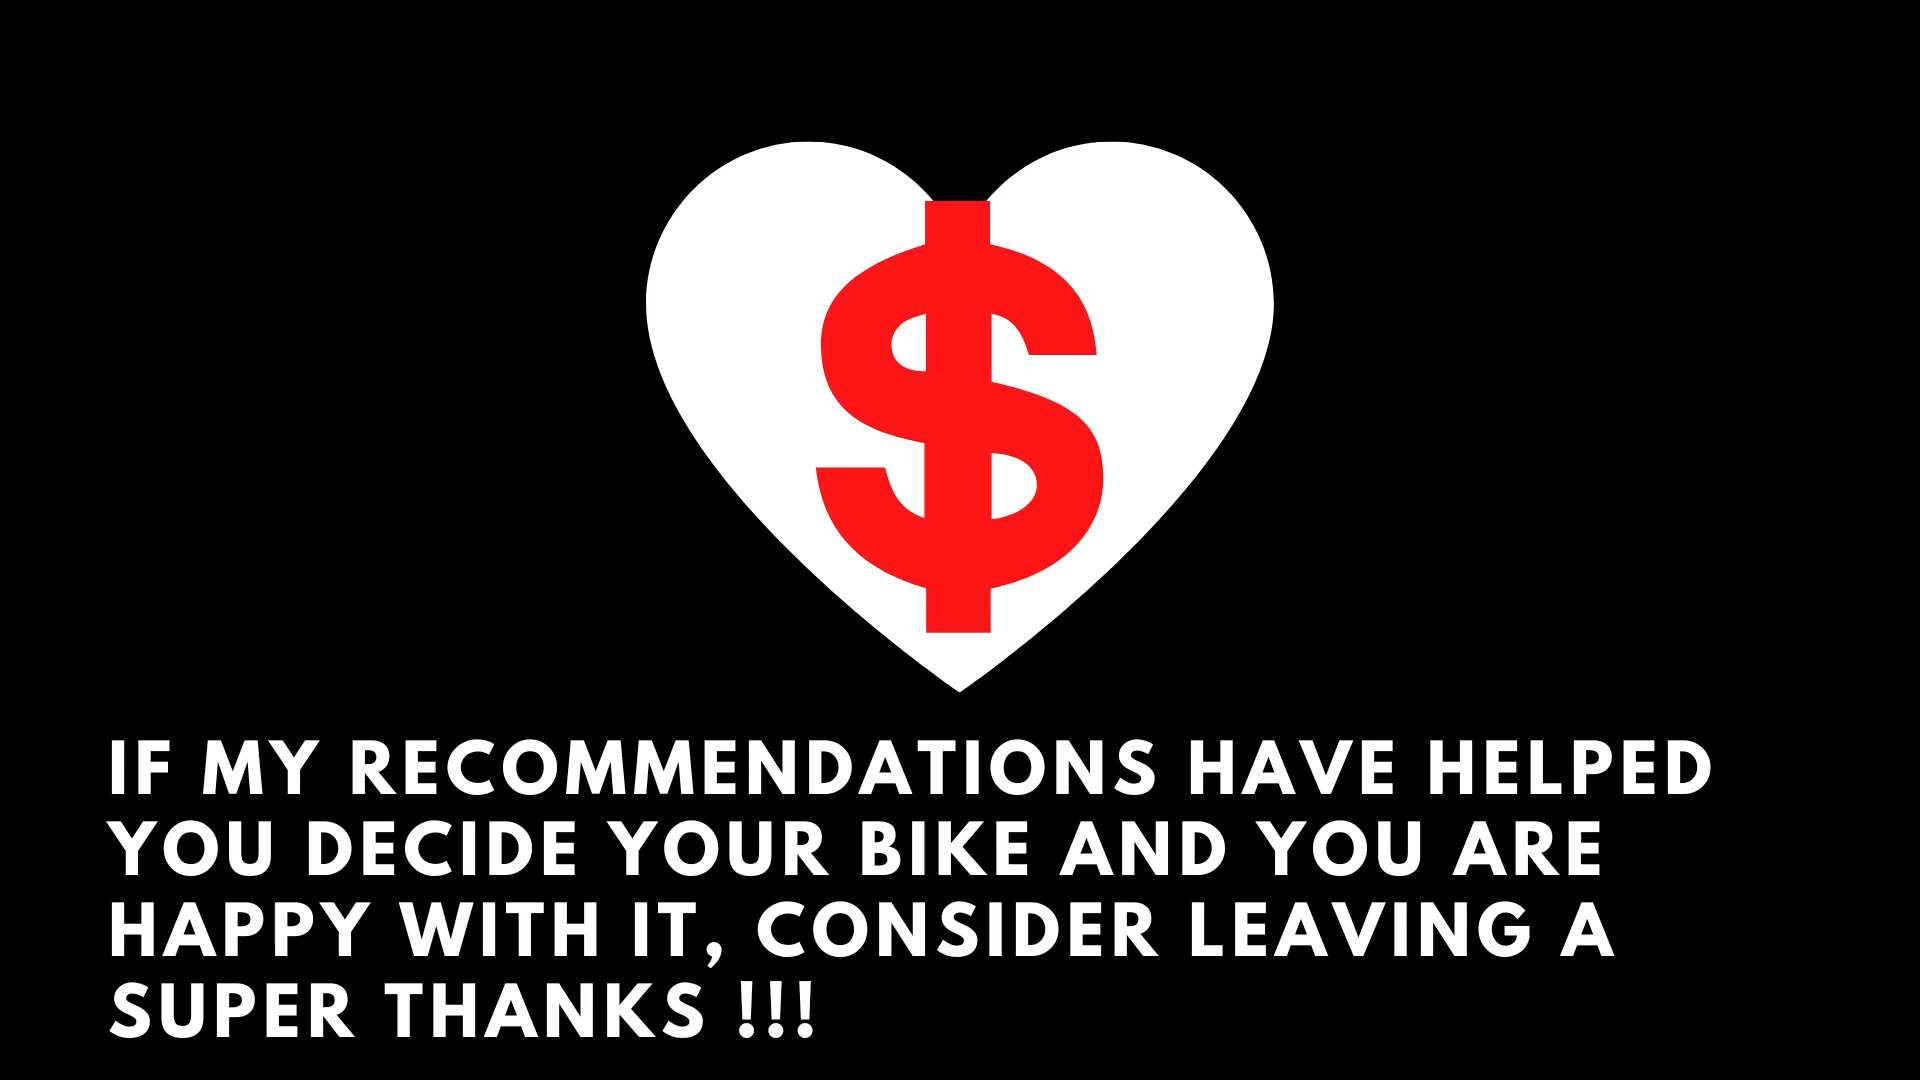 $
IF MY RECOMMENDATIONS HAVE HELPED
YOU DECIDE YOUR BIKE AND YOU ARE
HAPPY WITH IT, CONSIDER LEAVING A
SUPER THANKS !!!